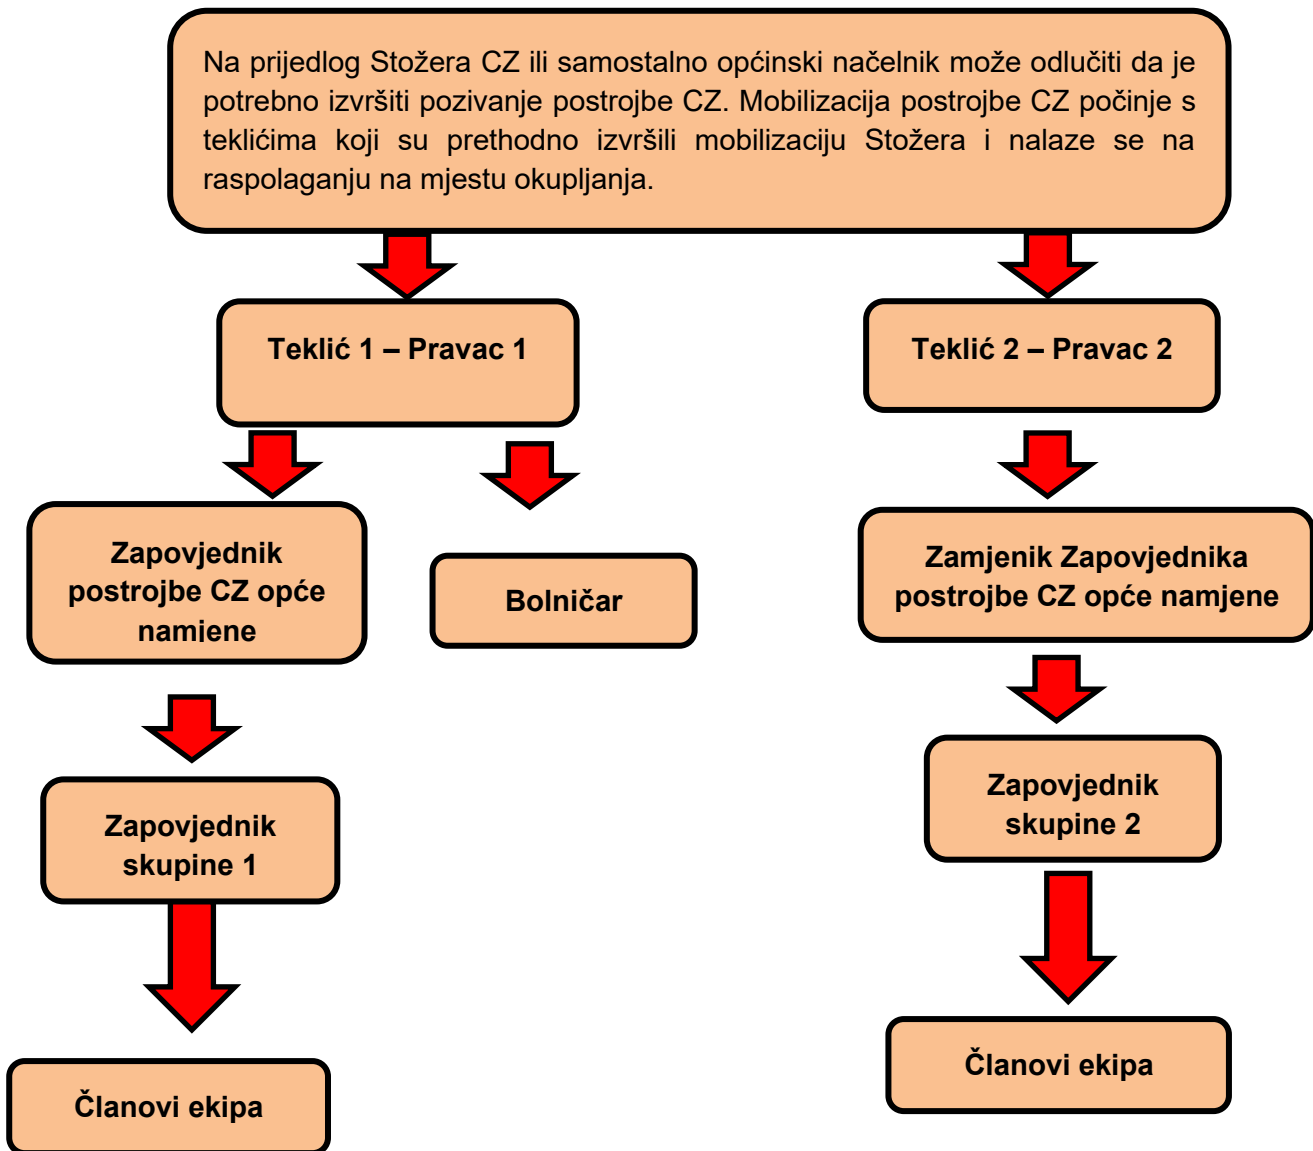 Na prijedlog Stožera CZ ili samostalno općinski načelnik može odlučiti da je
potrebno izvršiti pozivanje postrojbe CZ. Mobilizacija postrojbe CZ počinje s
teklićima koji su prethodno izvršili mobilizaciju Stožera i nalaze se na
raspolaganju na mjestu okupljanja.
Teklić 1 – Pravac 1
Teklić 2 – Pravac 2
Zapovjednik
postrojbe CZ opće
namjene
Bolničar
Zamjenik Zapovjednika
postrojbe CZ opće namjene
Zapovjednik
skupine 1
Zapovjednik
skupine 2
Članovi ekipa
Članovi ekipa